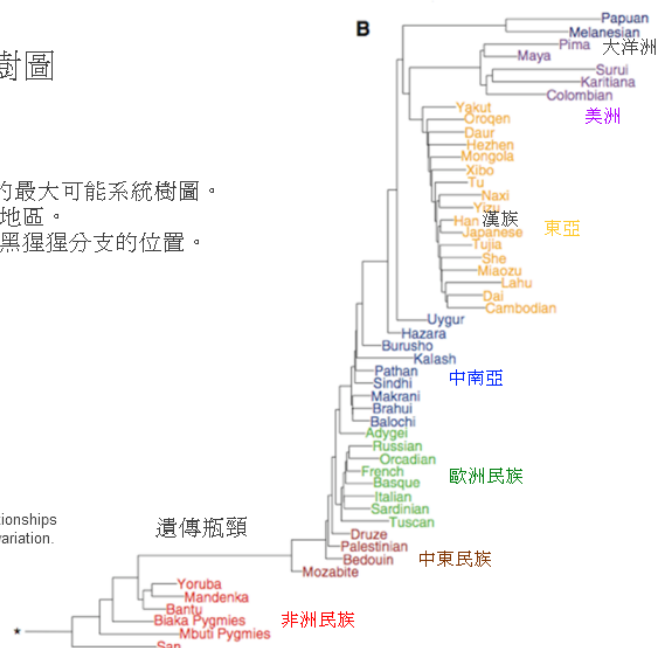 B
樹圖
的最大可能系統樹圖。
地區。
黑猩猩分支的位置。
Papuan
Melanesian
Pima
大洋洲
Maya
Surui
Karitiana
Colombian
美洲
Yakut
Oroqen
Daur
Hezhen
Mongola
Xibo
Tu
Naxi
Yizu
Han 漢族
Japanese
東亞
Tujia
She
Miaozu
Lahu
Dai
Cambodian
Uygur
Hazara
Burusho
Kalash
Pathan
中南亞
Sindhi
Makrani
Brahui
Balochi
Adygei
Russian
Orcadian
French
歐洲民族
Basque
Italian
Sardinian
Tuscan
tionships
variation.
遺傳瓶頸
Druze
Palestinian
Bedouin
中東民族
Mozabite
Yoruba
Mandenka
Bantu
Biaka Pygmies
非洲民族
Mbuti Pygmies
*
San